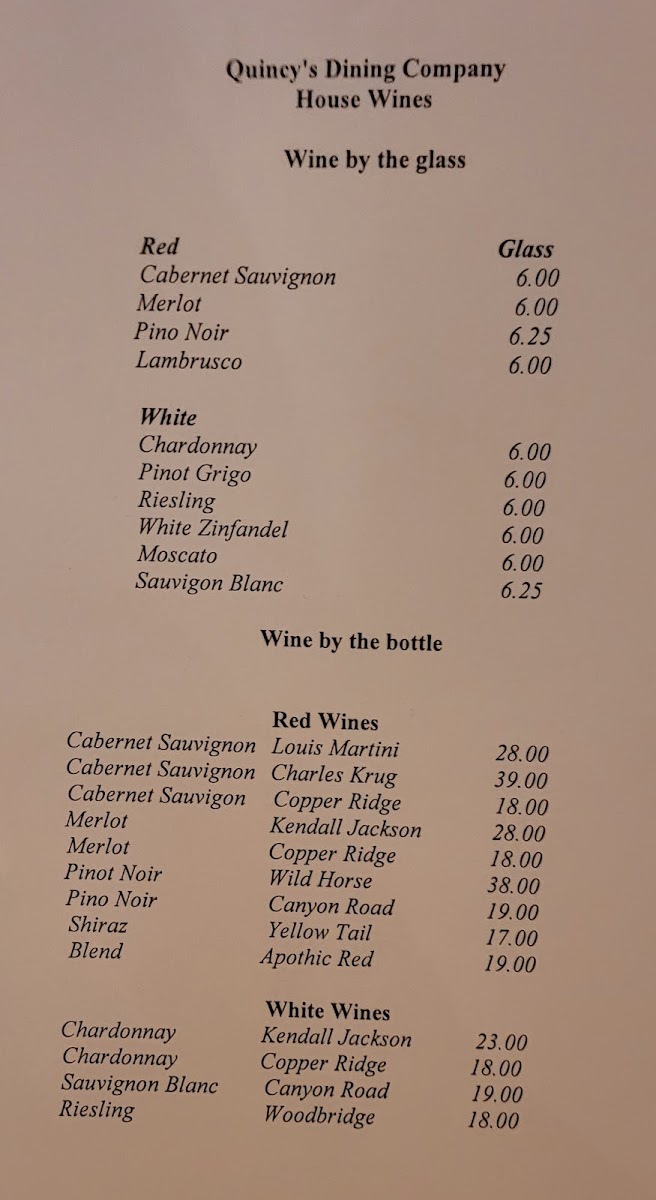 Quincy's Dining Company
House Wines
Wine by the glass
Red Glass
Cabernet Sauvignon 6.00
Merlot 6.00
Pino Noir 6.25
Lambrusco 6.00
White
Chardonnay 6.00
Pinot Grigo 6.00
Riesling 6.00
White Zinfandel 6.00
Moscato 6.00
Sauvigon Blanc 6.25
Wine by the bottle
Red Wines
Cabernet Sauvignon Louis Martini 28.00
Cabernet Sauvignon Charles Krug 39.00
Cabernet Sauvigon Copper Ridge 18.00
Merlot Kendall Jackson 28.00
Merlot Copper Ridge 18.00
Pinot Noir Wild Horse 38.00
Pino Noir Canyon Road 19.00
Shiraz Yellow Tail 17.00
Blend Apothic Red 19.00
White Wines
Chardonnay Kendall Jackson 23.00
Chardonnay Copper Ridge 18.00
Sauvignon Blanc Canyon Road 19.00
Riesling Woodbridge 18.00